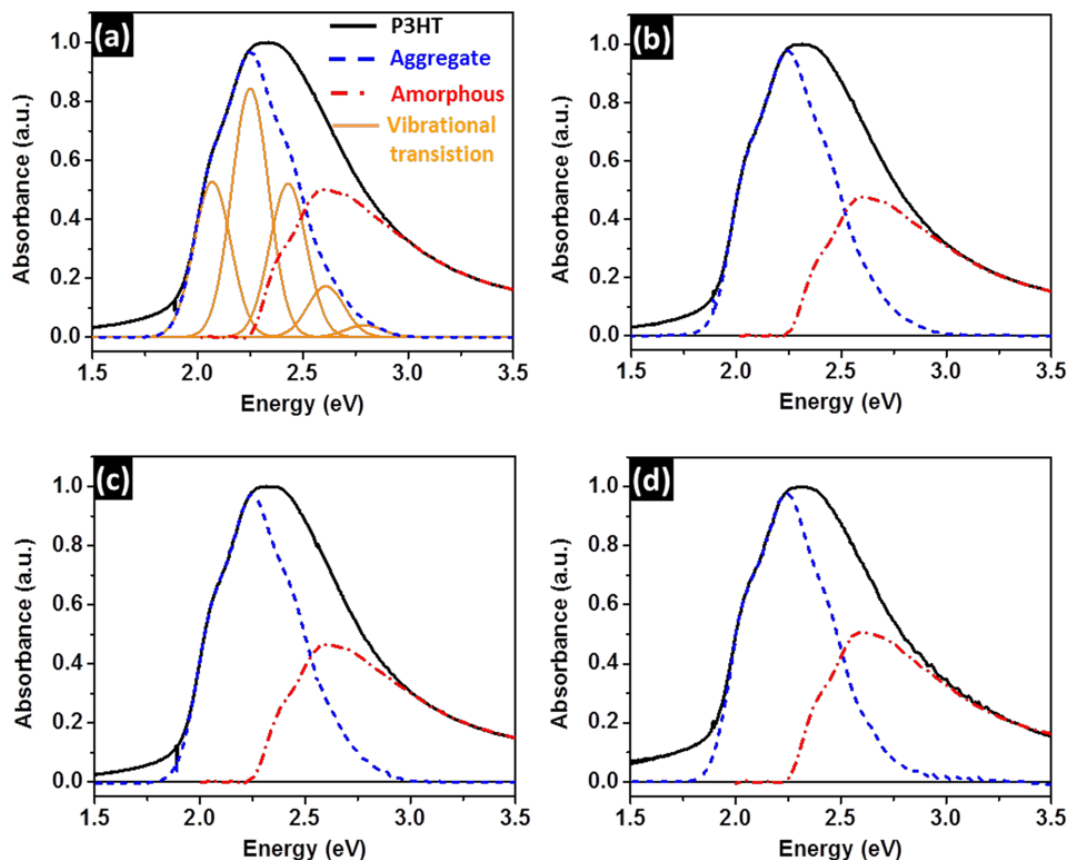 (a)
P3HT
Aggregate
Amorphous
Vibrational
transistion
Absorbance (a.u.)
1.0
0.8
0.6
0.4
0.2
0.0
1.5 2.0 2.5 3.0 3.5
Energy (eV)
(b)
Absorbance (a.u.)
1.0
0.8
0.6
0.4
0.2
0.0
1.5 2.0 2.5 3.0 3.5
Energy (eV)
(c)
Absorbance (a.u.)
1.0
0.8
0.6
0.4
0.2
0.0
1.5 2.0 2.5 3.0 3.5
Energy (eV)
(d)
Absorbance (a.u.)
1.0
0.8
0.6
0.4
0.2
0.0
1.5 2.0 2.5 3.0 3.5
Energy (eV)